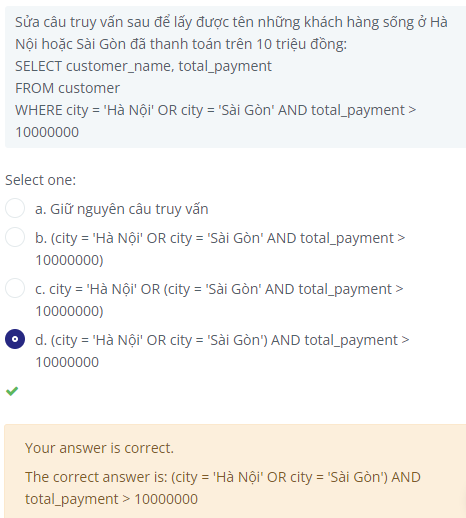 Sửa câu truy vấn sau để lấy được tên những khách hàng sống ở Hà
Nội hoặc Sài Gòn đã thanh toán trên 10 triệu đồng:
SELECT customer_name, total_payment
FROM customer
WHERE city = 'Hà Nội' OR city = 'Sài Gòn' AND total_payment >
10000000
Select one:
a. Giữ nguyên câu truy vấn
b. (city = 'Hà Nội' OR city = 'Sài Gòn' AND total_payment >
10000000)
c. city = 'Hà Nội' OR (city = 'Sài Gòn' AND total_payment >
10000000)
d. (city = 'Hà Nội' OR city = 'Sài Gòn') AND total_payment >
10000000
Your answer is correct.
The correct answer is: (city = 'Hà Nội' OR city = 'Sài Gòn') AND
total_payment > 10000000